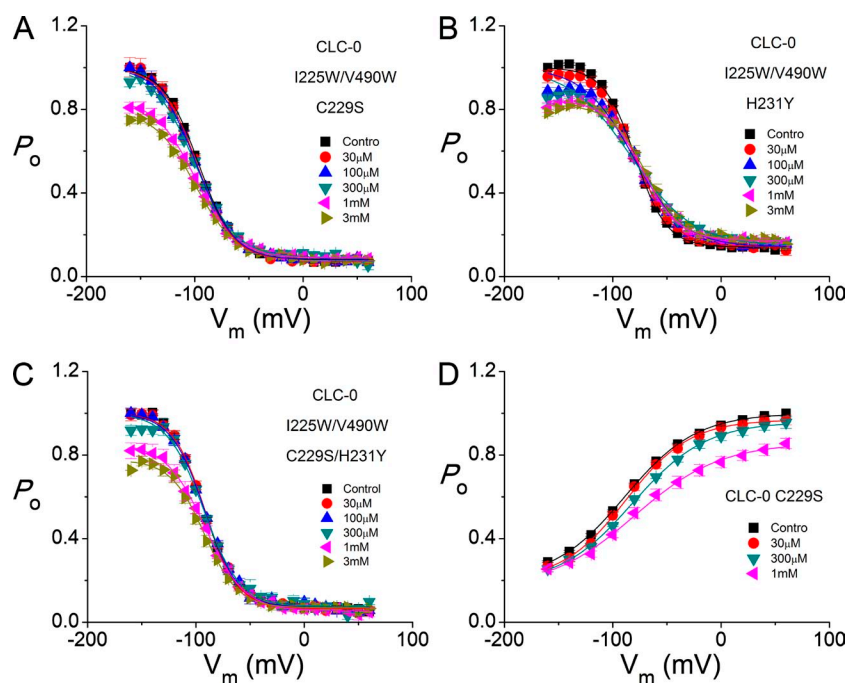 A
1.2
0.8
0.4
0.0
Po
-200
-100
0
100
Vm (mV)
CLC-0
I225W/V490W
C229S
Contro
30μM
100μM
300μM
1mM
3mM
B
1.2
0.8
0.4
0.0
Po
-200
-100
0
100
Vm (mV)
CLC-0
I225W/V490W
H231Y
Contro
30μM
100μM
300μM
1mM
3mM
C
1.2
0.8
0.4
0.0
Po
-200
-100
0
100
Vm (mV)
CLC-0
I225W/V490W
C229S/H231Y
Control
30μM
100μM
300μM
1mM
3mM
D
1.2
0.8
0.4
0.0
Po
-200
-100
0
100
Vm (mV)
CLC-0 C229S
Contro
30μM
300μM
1mM